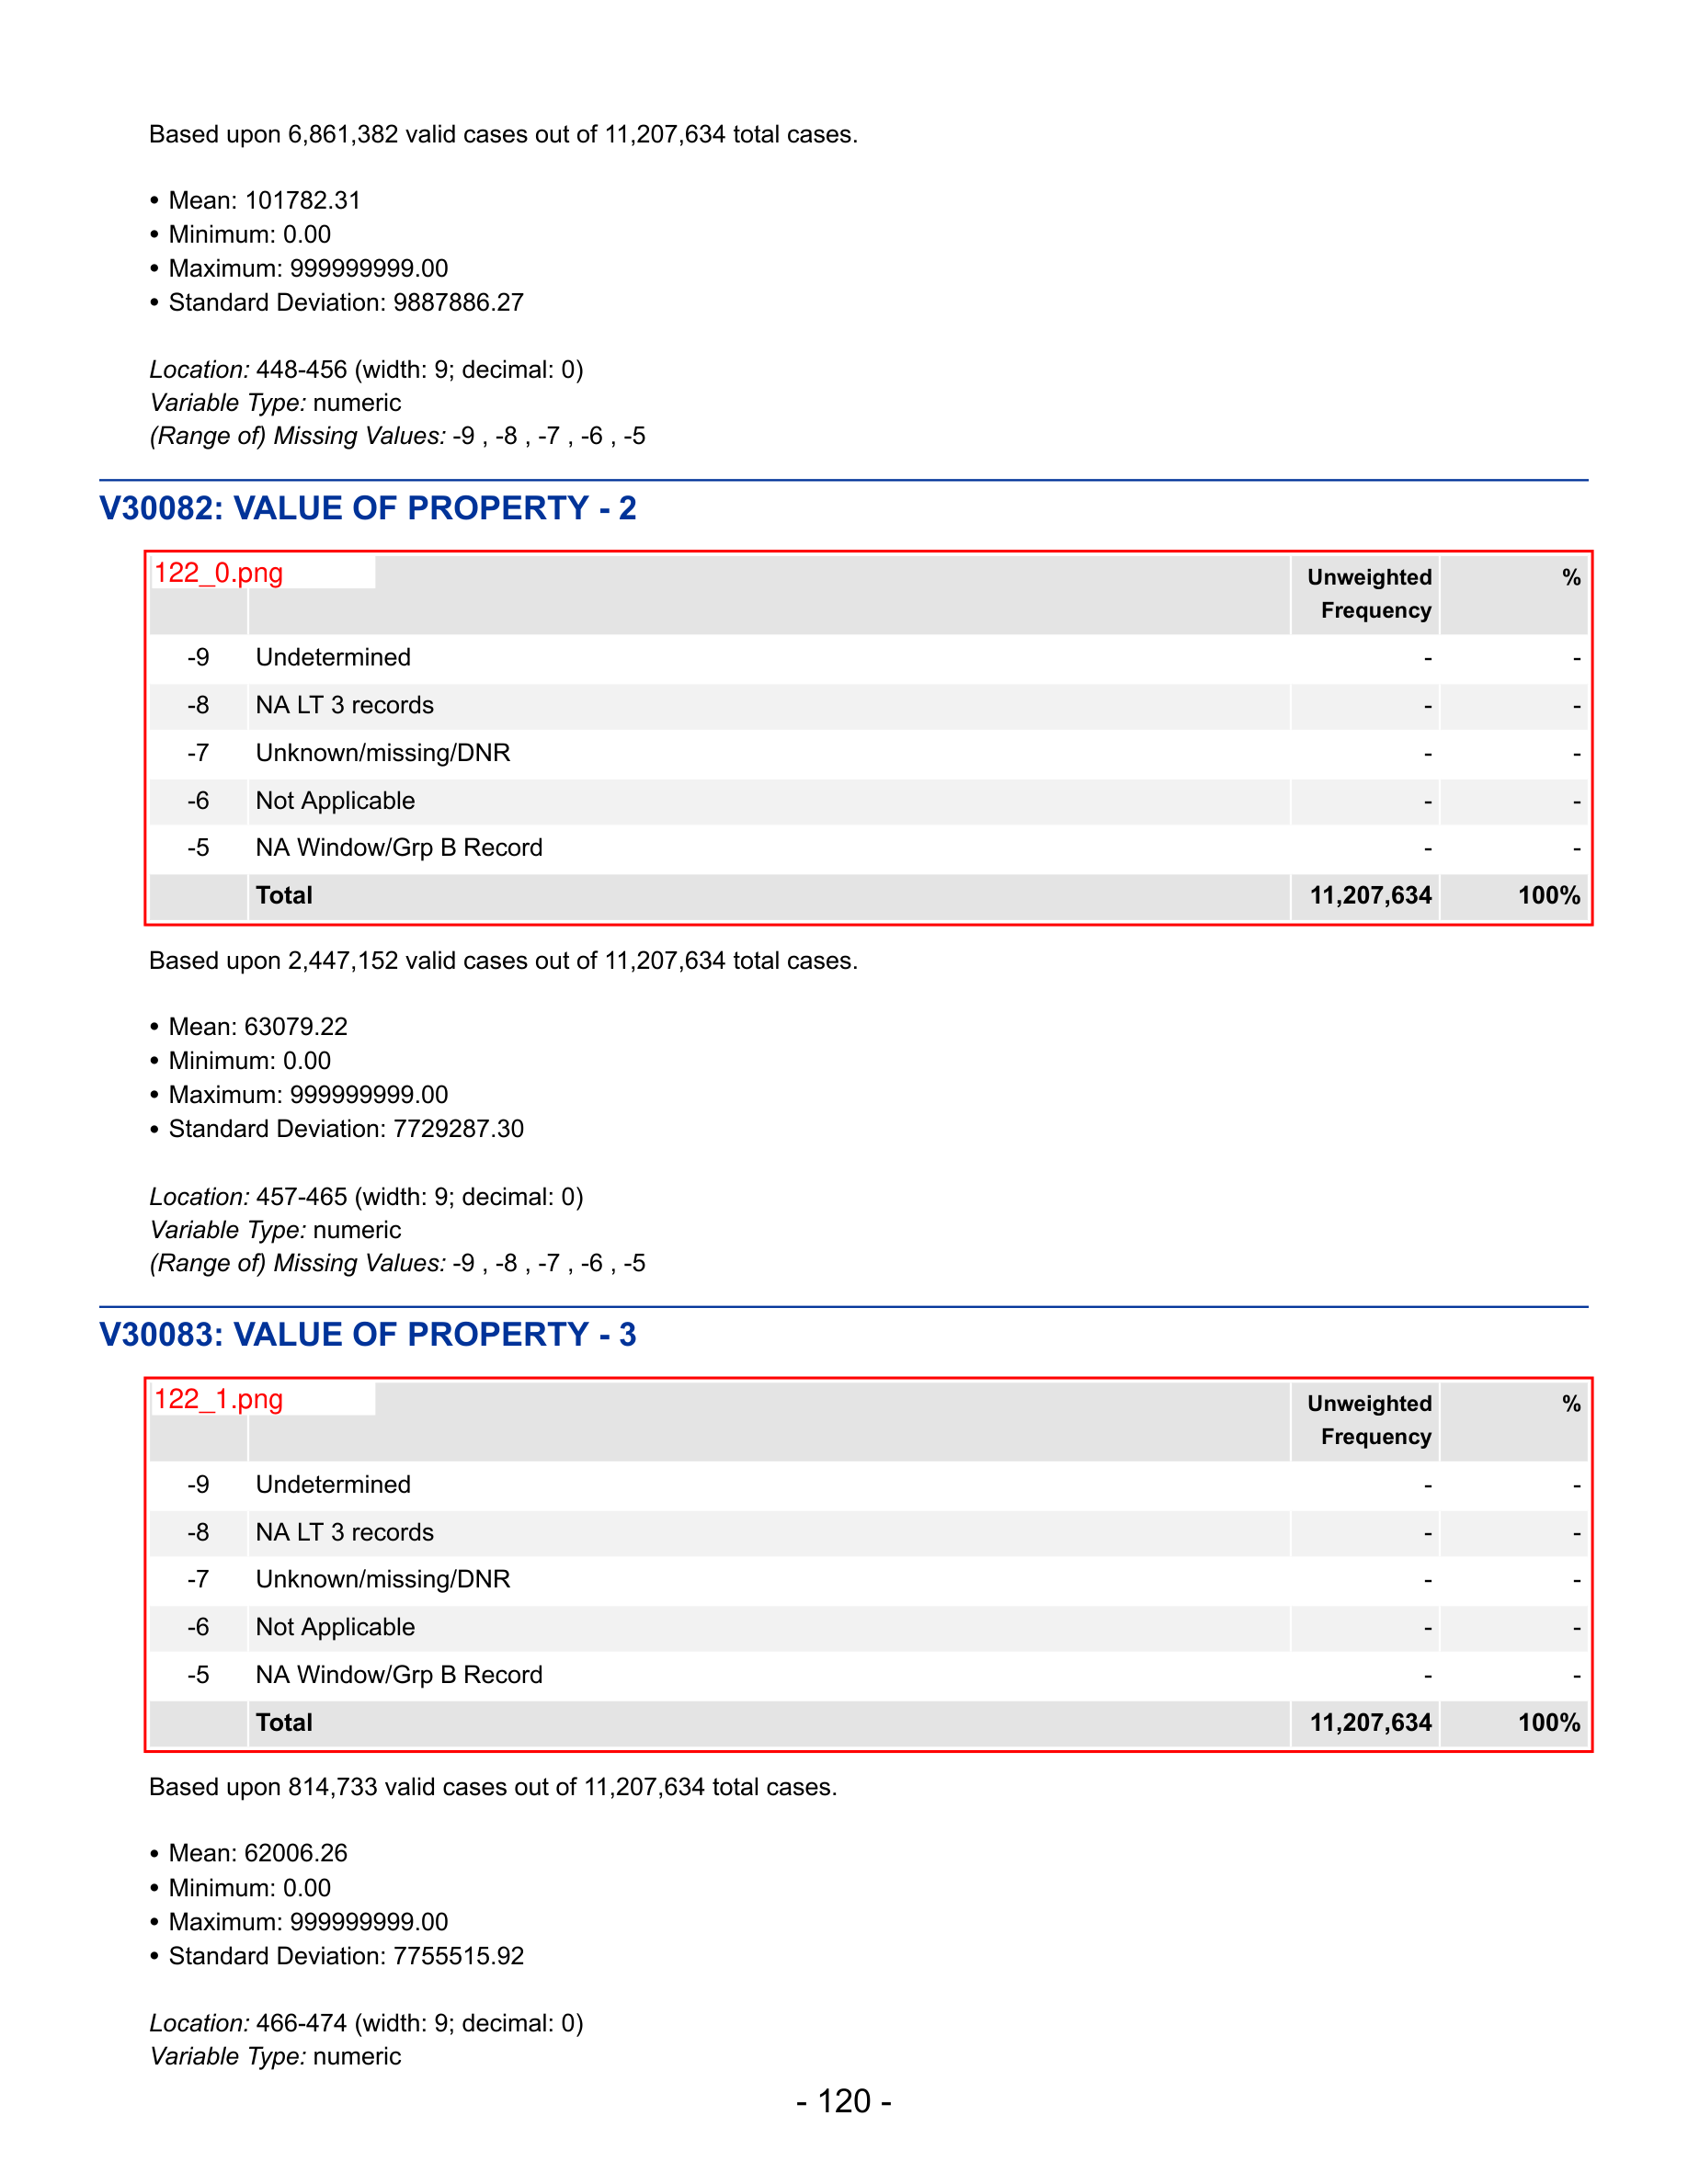 Based upon 6,861,382 valid cases out of 11,207,634 total cases.
• Mean: 101782.31
• Minimum: 0.00
• Maximum: 999999999.00
• Standard Deviation: 9887886.27
Location: 448-456 (width: 9; decimal: 0)
Variable Type: numeric
(Range of) Missing Values: -9 , -8 , -7 , -6 , -5
V30082: VALUE OF PROPERTY - 2
122_0.png
Unweighted Frequency %
-9 Undetermined - -
-8 NA LT 3 records - -
-7 Unknown/missing/DNR - -
-6 Not Applicable - -
-5 NA Window/Grp B Record - -
Total 11,207,634 100%
Based upon 2,447,152 valid cases out of 11,207,634 total cases.
• Mean: 63079.22
• Minimum: 0.00
• Maximum: 999999999.00
• Standard Deviation: 7729287.30
Location: 457-465 (width: 9; decimal: 0)
Variable Type: numeric
(Range of) Missing Values: -9 , -8 , -7 , -6 , -5
V30083: VALUE OF PROPERTY - 3
122_1.png
Unweighted Frequency %
-9 Undetermined - -
-8 NA LT 3 records - -
-7 Unknown/missing/DNR - -
-6 Not Applicable - -
-5 NA Window/Grp B Record - -
Total 11,207,634 100%
Based upon 814,733 valid cases out of 11,207,634 total cases.
• Mean: 62006.26
• Minimum: 0.00
• Maximum: 999999999.00
• Standard Deviation: 7755515.92
Location: 466-474 (width: 9; decimal: 0)
Variable Type: numeric
- 120 -